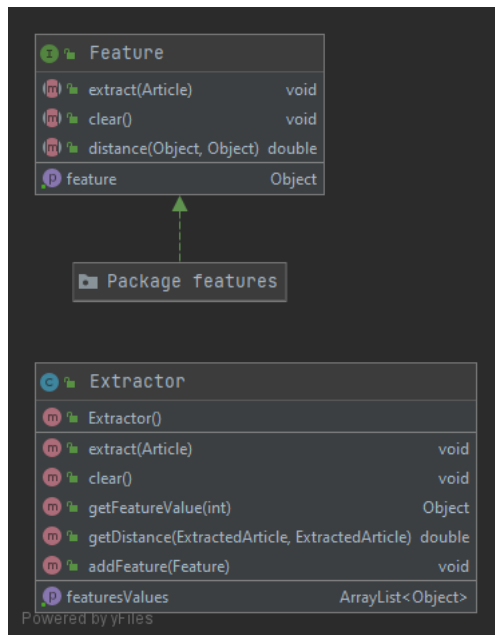 Feature
extract(Article) void
clear() void
distance(Object, Object) double
feature Object
Package features
Extractor
Extractor()
extract(Article) void
clear() void
getFeatureValue(int) Object
getDistance(ExtractedArticle, ExtractedArticle) double
addFeature(Feature) void
featuresValues ArrayList<Object>
Powered by yFiles